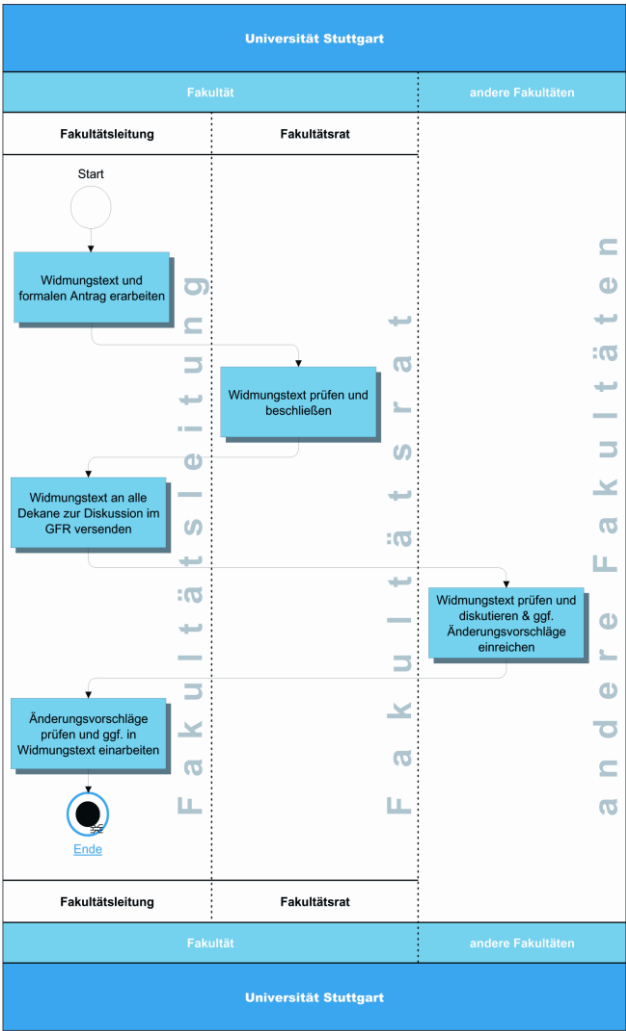 Universität Stuttgart
Fakultät
andere Fakultäten
Fakultätsleitung
Fakultätsrat
Start
Widmungstext und
formalen Antrag erarbeiten
Widmungstext prüfen und
beschließen
Widmungstext an alle
Dekane zur Diskussion im
GFR versenden
Widmungstext prüfen und
diskutieren & ggf.
Änderungsvorschläge
einreichen
Änderungsvorschläge
prüfen und ggf. in
Widmungstext einarbeiten
Ende
Fakultätsleitung
Fakultätsrat
andere Fakultäten
Fakultätsleitung
Fakultätsrat
Fakultät
andere Fakultäten
Universität Stuttgart